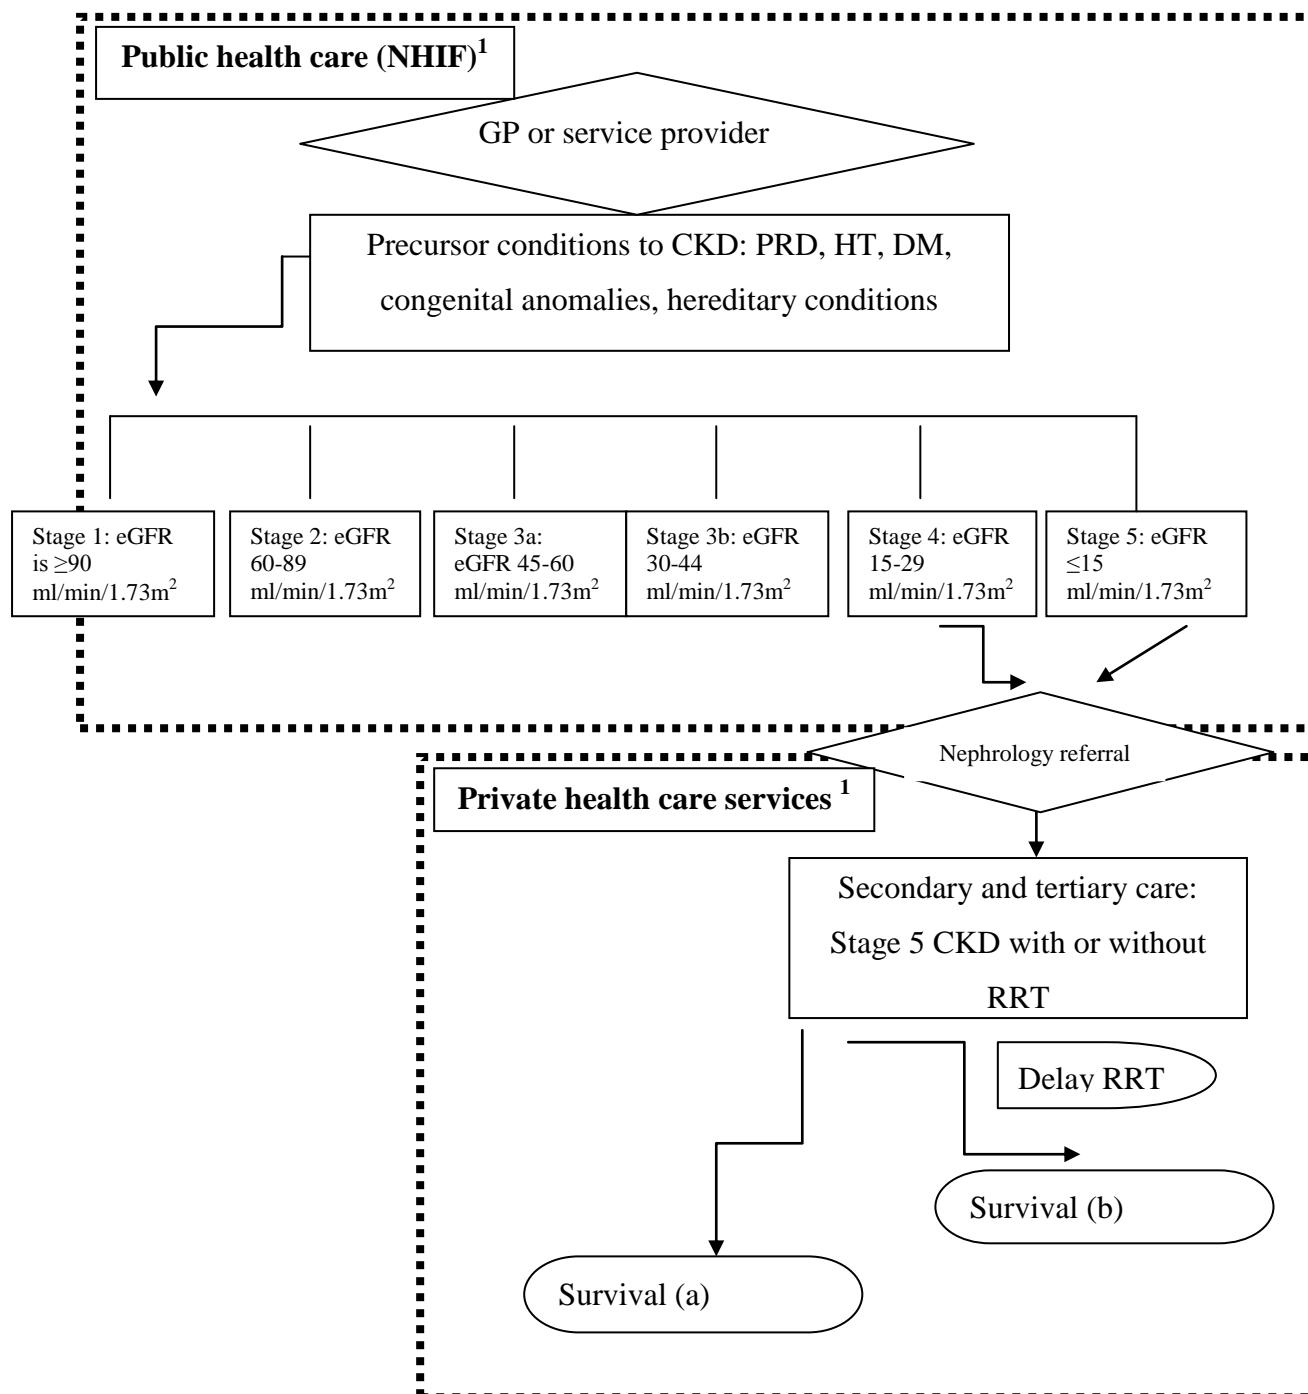 Public health care (NHIF)¹
GP or service provider
Precursor conditions to CKD: PRD, HT, DM,
congenital anomalies, hereditary conditions
Stage 1: eGFR
is ≥90
ml/min/1.73m²
Stage 2: eGFR
60-89
ml/min/1.73m²
Stage 3a:
eGFR 45-60
ml/min/1.73m²
Stage 3b: eGFR
30-44
ml/min/1.73m²
Stage 4: eGFR
15-29
ml/min/1.73m²
Stage 5: eGFR
≤15
ml/min/1.73m²
Nephrology referral
Private health care services ¹
Secondary and tertiary care:
Stage 5 CKD with or without
RRT
Delay RRT
Survival (b)
Survival (a)